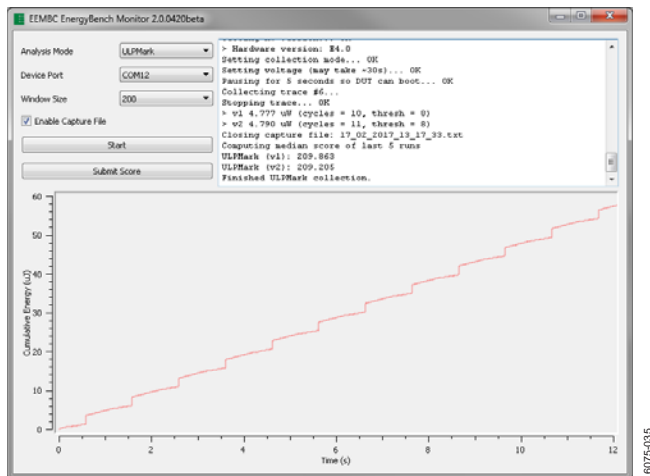 EEMBC EnergyBench Monitor 2.0.0420beta
Analysis Mode
ULPMark
Device Port
COM12
Window Size
200
Enable Capture File
Start
Submit Score
> Hardware version: E4.0
Setting collection mode... OK
Setting voltage (may take ~30s)... OK
Pausing for 5 seconds so DUT can boot... OK
Collecting trace #6...
Stopping trace... OK
> v1 4.777 uW (cycles = 10, thresh = 8)
> v2 4.790 uW (cycles = 11, thresh = 8)
Closing capture file: 17_02_2017_13_17_33.txt
Computing median score of last 5 runs
ULPMark (v1): 209.863
ULPMark (v2): 209.205
Finished ULPMark collection.
Cumulative Energy (uJ)
60
50
40
30
20
10
0
0 2 4 6 8 10 12
Time (s)
6075-035